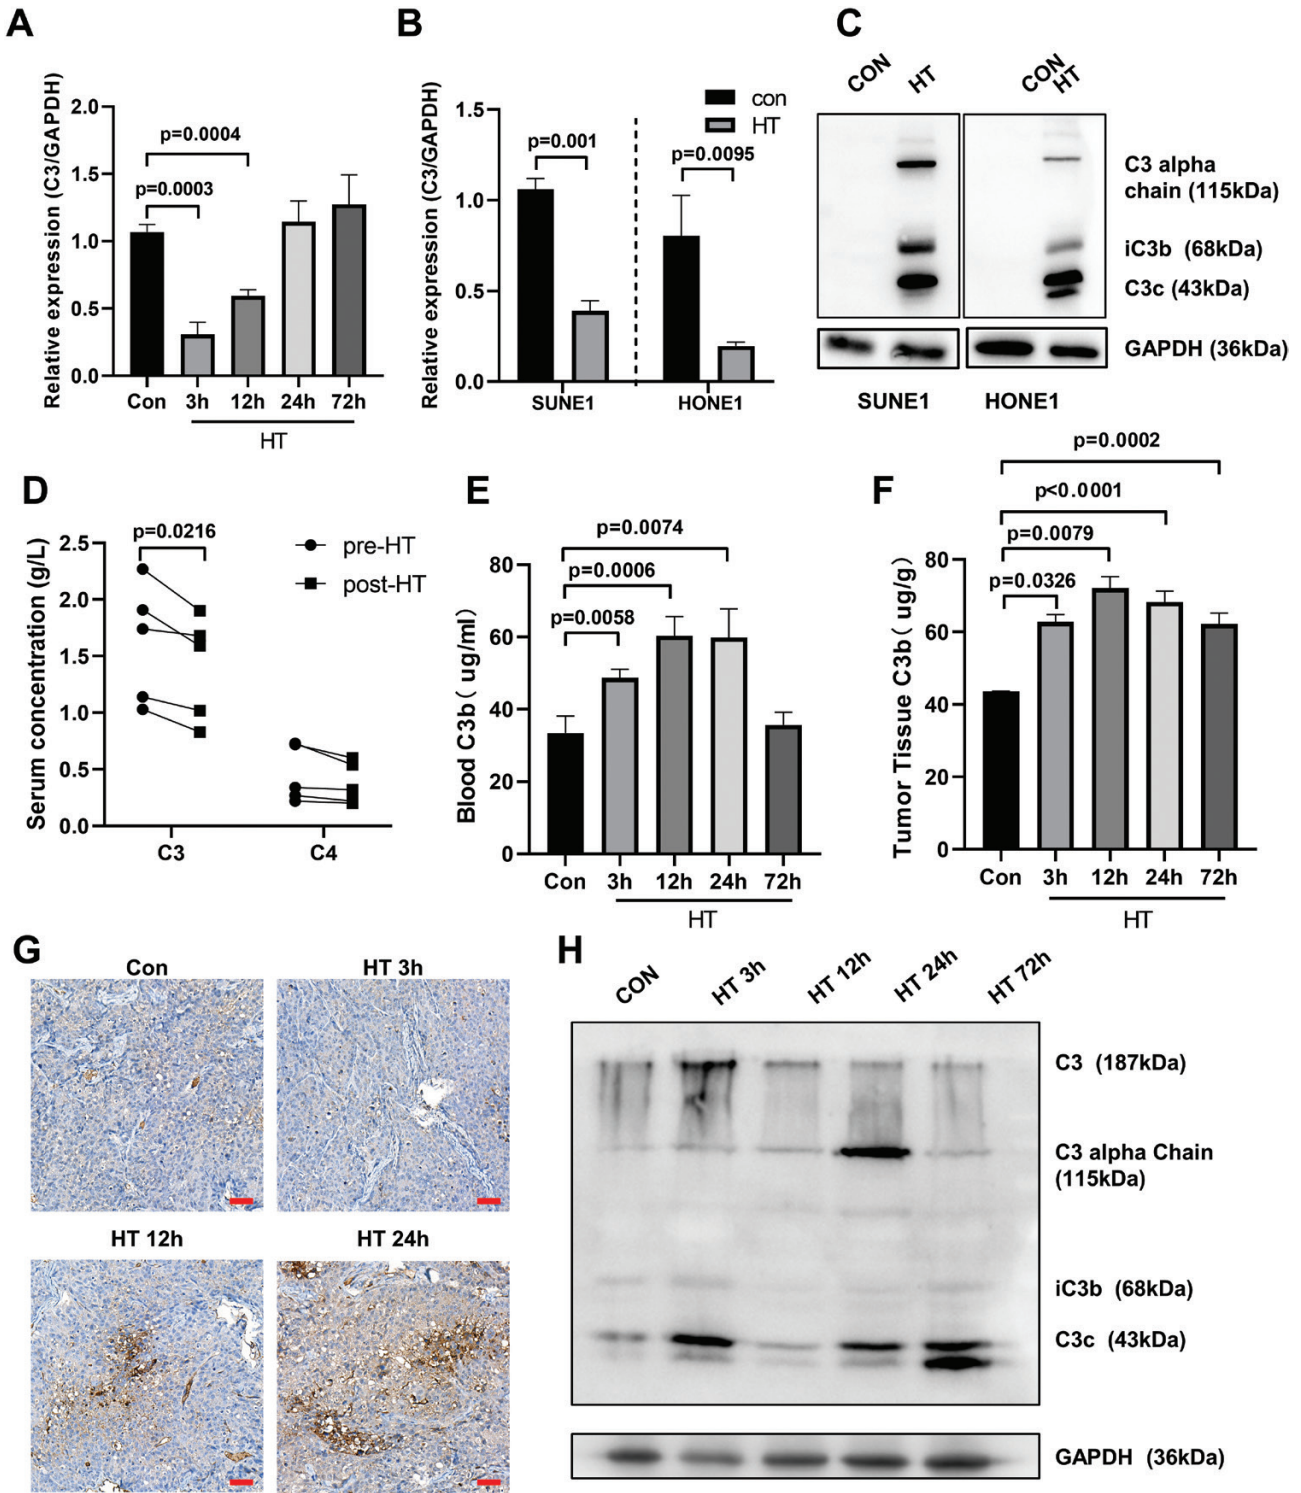 A
Relative expression (C3/GAPDH)
2.0
1.5
1.0
0.5
0.0
p=0.0004
p=0.0003
Con 3h 12h 24h 72h
HT
B
Relative expression (C3/GAPDH)
1.5
1.0
0.5
0.0
con
HT
p=0.001
p=0.0095
SUNE1 HONE1
C
CON HT CON HT
C3 alpha
chain (115kDa)
iC3b (68kDa)
C3c (43kDa)
GAPDH (36kDa)
SUNE1 HONE1
D
Serum concentration (g/L)
2.5
2.0
1.5
1.0
0.5
0.0
p=0.0216
pre-HT
post-HT
C3 C4
E
Blood C3b ( ug/ml)
80
60
40
20
0
p=0.0074
p=0.0006
p=0.0058
Con 3h 12h 24h 72h
HT
F
Tumor Tissue C3b ( ug/g)
80
60
40
20
0
p=0.0002
p<0.0001
p=0.0079
p=0.0326
Con 3h 12h 24h 72h
HT
G
Con HT 3h
HT 12h HT 24h
H
CON HT 3h HT 12h HT 24h HT 72h
C3 (187kDa)
C3 alpha Chain
(115kDa)
iC3b (68kDa)
C3c (43kDa)
GAPDH (36kDa)